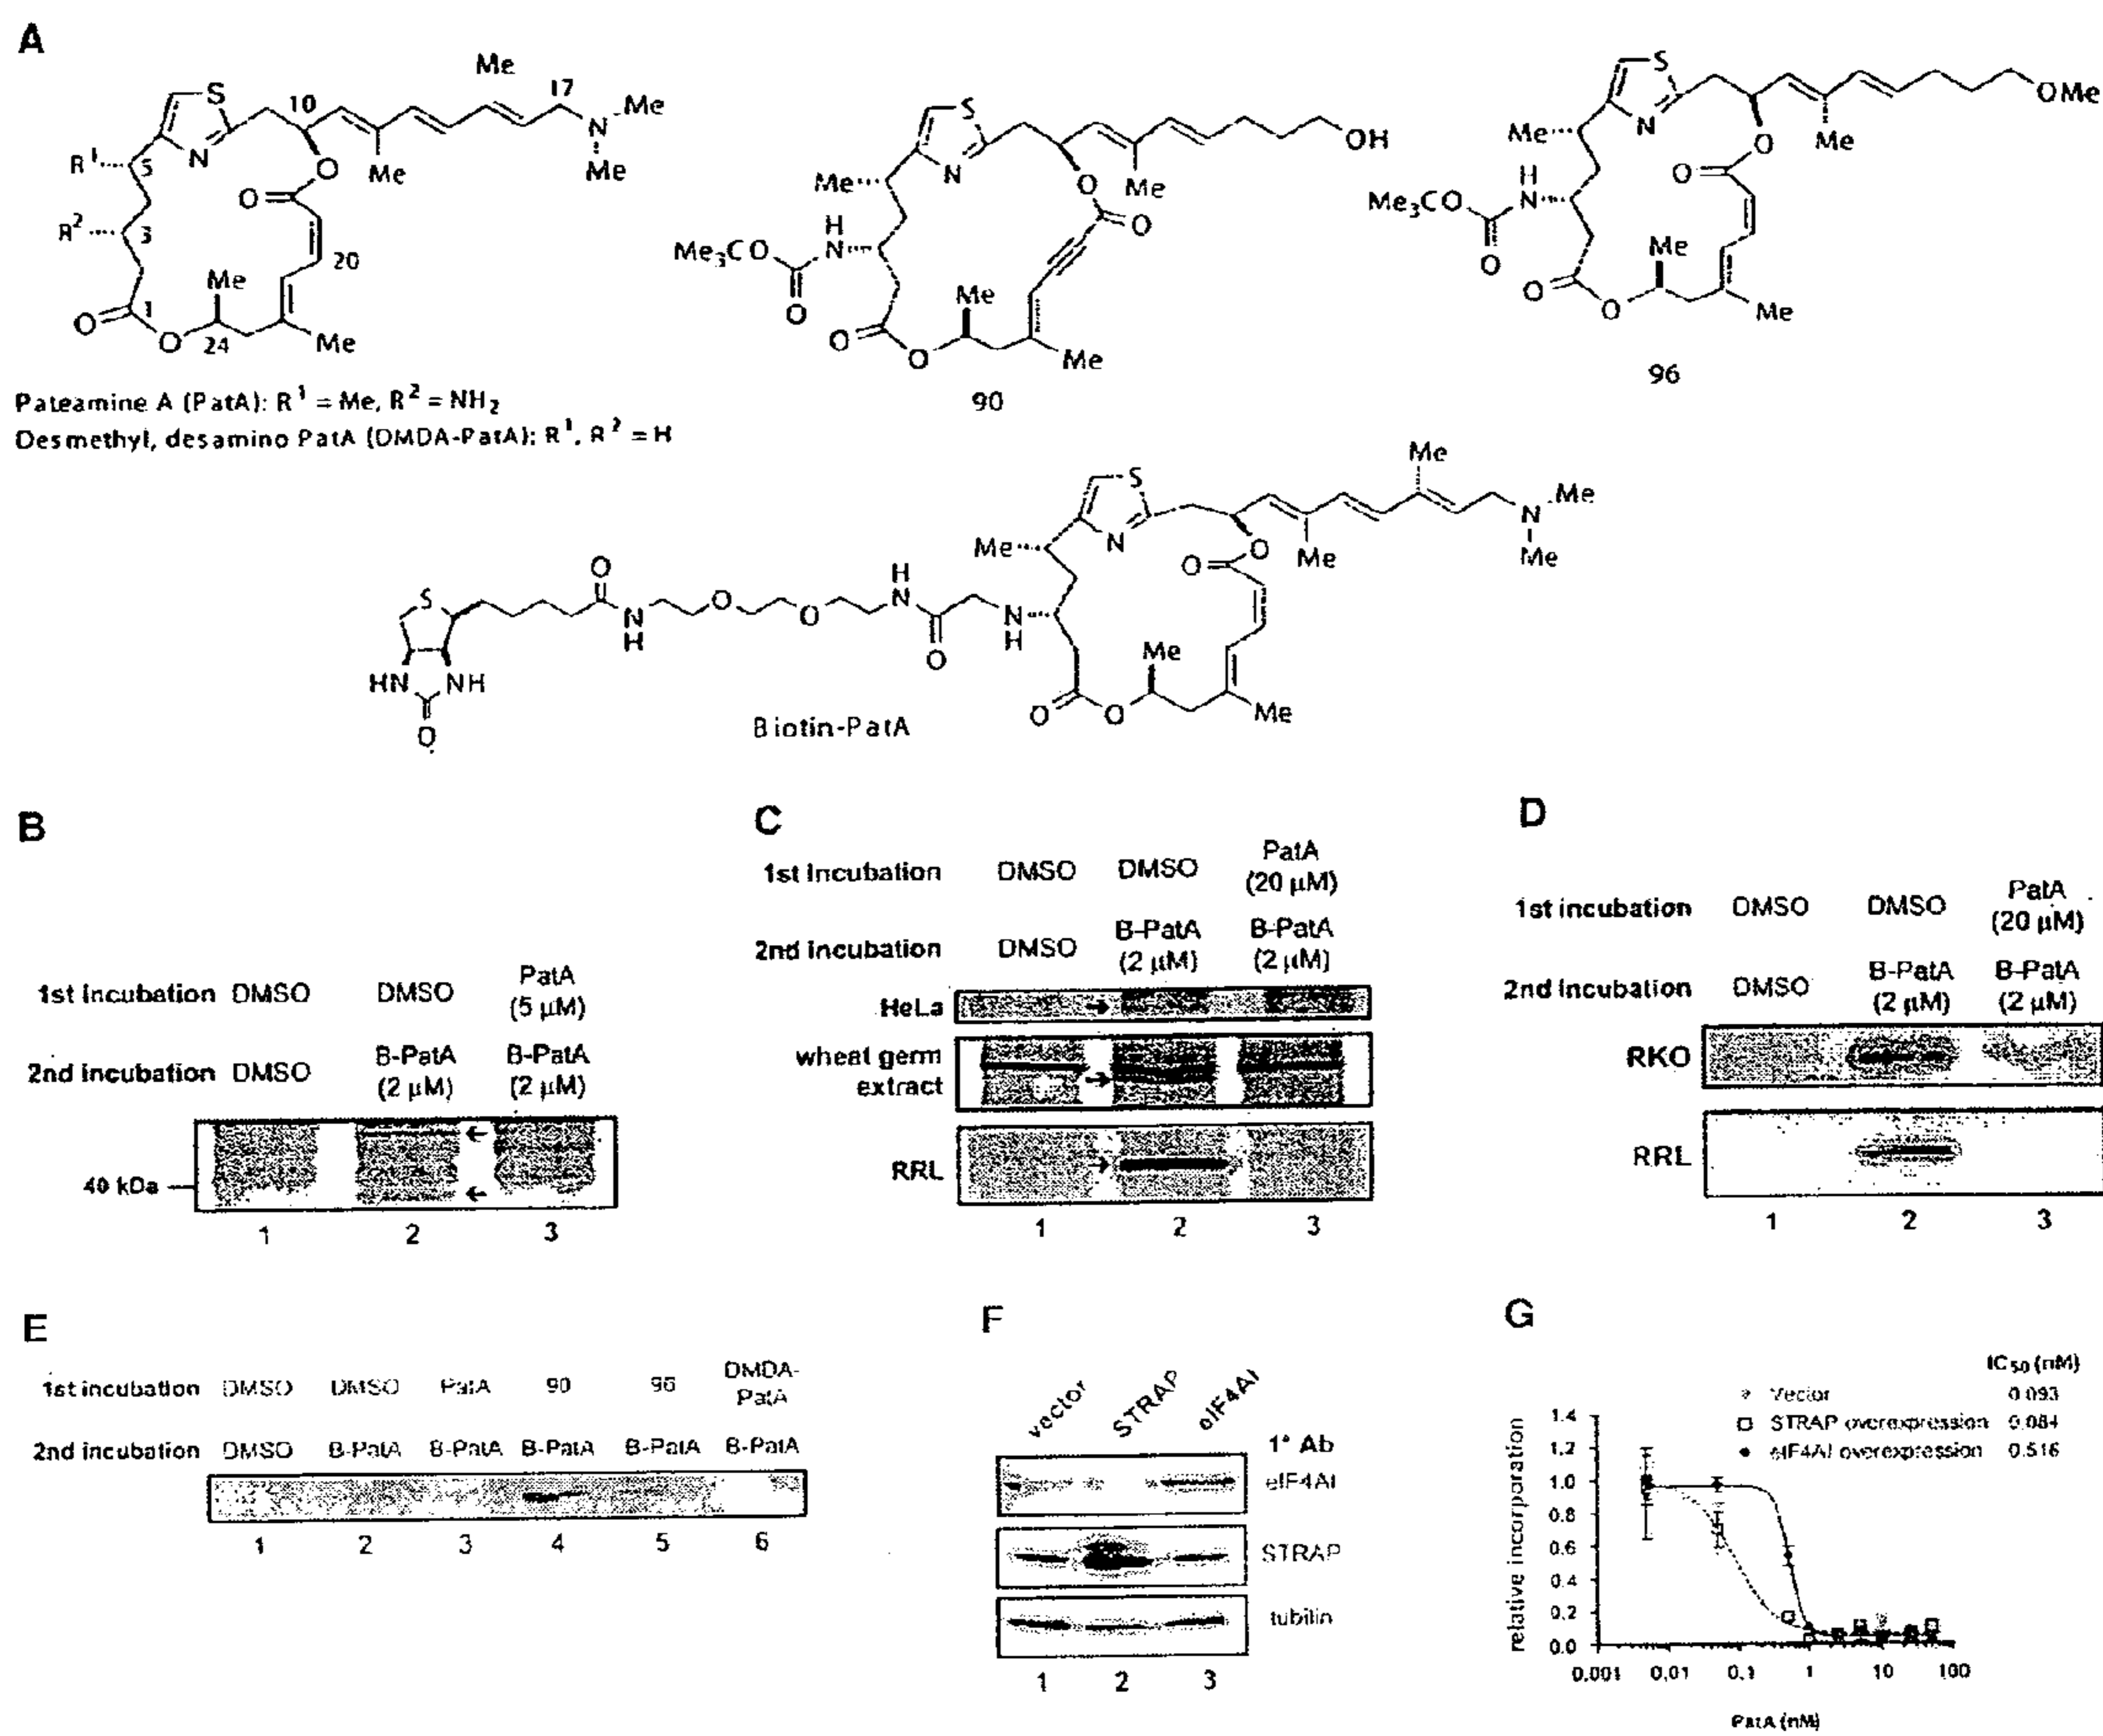 A
Me
S
10
17
Me
N
Me
R¹
5
N
O
Me
O
R²
3
20
Me
O
1
O
24
Me
Pateamine A (PatA): R¹ = Me, R² = NH₂
Desmethyl, desamino PatA (DMDA-PatA): R¹, R² = H
S
OH
Me
N
O
Me
H
N
O
Me₃CO
O
Me
O
O
Me
90
S
OMe
Me
N
O
Me
H
N
O
Me₃CO
O
Me
O
O
Me
96
Me
S
Me
N
Me
Me
N
O
Me
O
O
H
N
S
O
O
N
H
N
H
O
Me
HN
NH
O
O
O
Me
Biotin-PatA
B
1st incubation DMSO DMSO PatA (5 µM)
2nd incubation DMSO B-PatA (2 µM) B-PatA (2 µM)
40 kDa
1 2 3
C
1st incubation DMSO DMSO PatA (20 µM)
2nd incubation DMSO B-PatA (2 µM) B-PatA (2 µM)
HeLa
wheat germ
extract
RRL
1 2 3
D
1st incubation DMSO DMSO PatA (20 µM)
2nd incubation DMSO B-PatA (2 µM) B-PatA (2 µM)
RKO
RRL
1 2 3
E
1st incubation DMSO DMSO PatA 90 96 DMDA-PatA
2nd incubation DMSO B-PatA B-PatA B-PatA B-PatA B-PatA
1 2 3 4 5 6
F
vector STRAP eIF4AI
1° Ab
eIF4AI
STRAP
tubilin
1 2 3
G
IC₅₀ (nM)
Vector 0.093
STRAP overexpression 0.084
eIF4AI overexpression 0.516
relative incorporation
1.4
1.2
1.0
0.8
0.6
0.4
0.2
0.0
0.001 0.01 0.1 1 10 100
PatA (nM)